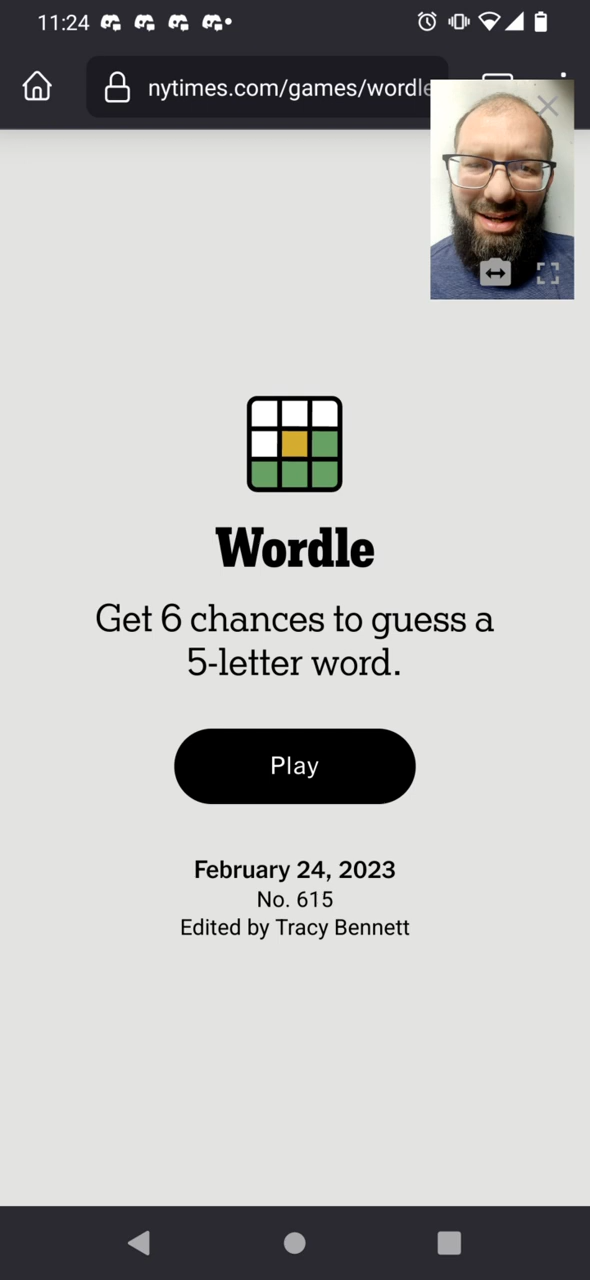 11:24
nytimes.com/games/wordle
Wordle
Get 6 chances to guess a
5-letter word.
Play
February 24, 2023
No. 615
Edited by Tracy Bennett